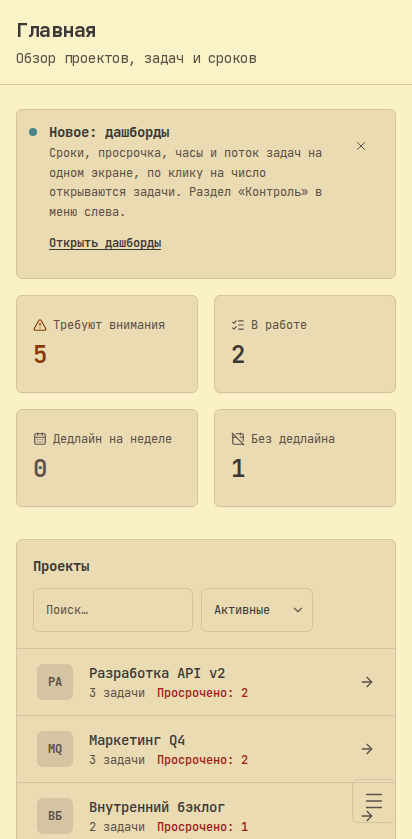 Главная
Обзор проектов, задач и сроков
Новое: дашборды
Сроки, просрочка, часы и поток задач на
одном экране, по клику на число
открываются задачи. Раздел «Контроль» в
меню слева.
Открыть дашборды
Требуют внимания
5
В работе
2
Дедлайн на неделе
0
Без дедлайна
1
Проекты
Поиск…
Активные
РА
Разработка API v2
3 задачи Просрочено: 2
MQ
Маркетинг Q4
3 задачи Просрочено: 2
ВБ
Внутренний бэклог
2 задачи Просрочено: 1